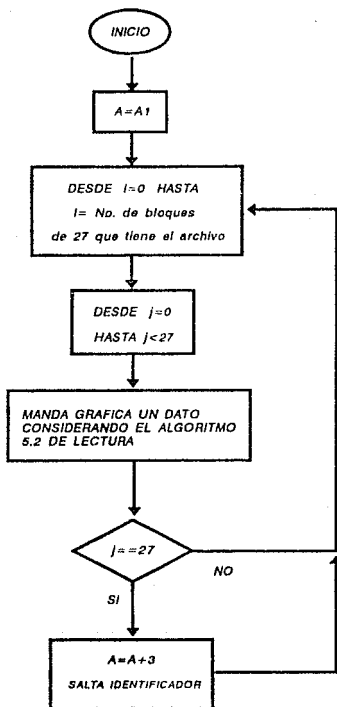 INICIO
A=A1
DESDE I=0 HASTA
I= No. de bloques
de 27 que tiene el archivo
DESDE j=0
HASTA j<27
MANDA GRAFICA UN DATO
CONSIDERANDO EL ALGORITMO
5.2 DE LECTURA
j==27
NO
SI
A=A+3
SALTA IDENTIFICADOR